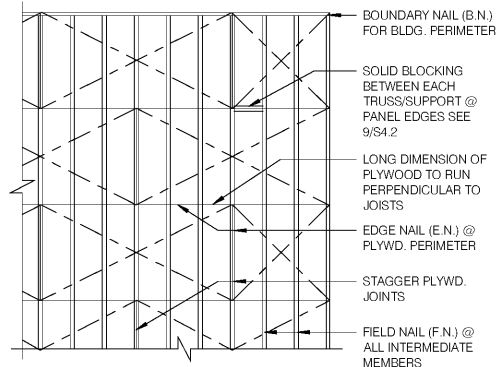 BOUNDARY NAIL (B.N.)
FOR BLDG. PERIMETER
SOLID BLOCKING
BETWEEN EACH
TRUSS/SUPPORT @
PANEL EDGES SEE
9/S4.2
LONG DIMENSION OF
PLYWOOD TO RUN
PERPENDICULAR TO
JOISTS
EDGE NAIL (E.N.) @
PLYWD. PERIMETER
STAGGER PLYWD.
JOINTS
FIELD NAIL (F.N.) @
ALL INTERMEDIATE
MEMBERS